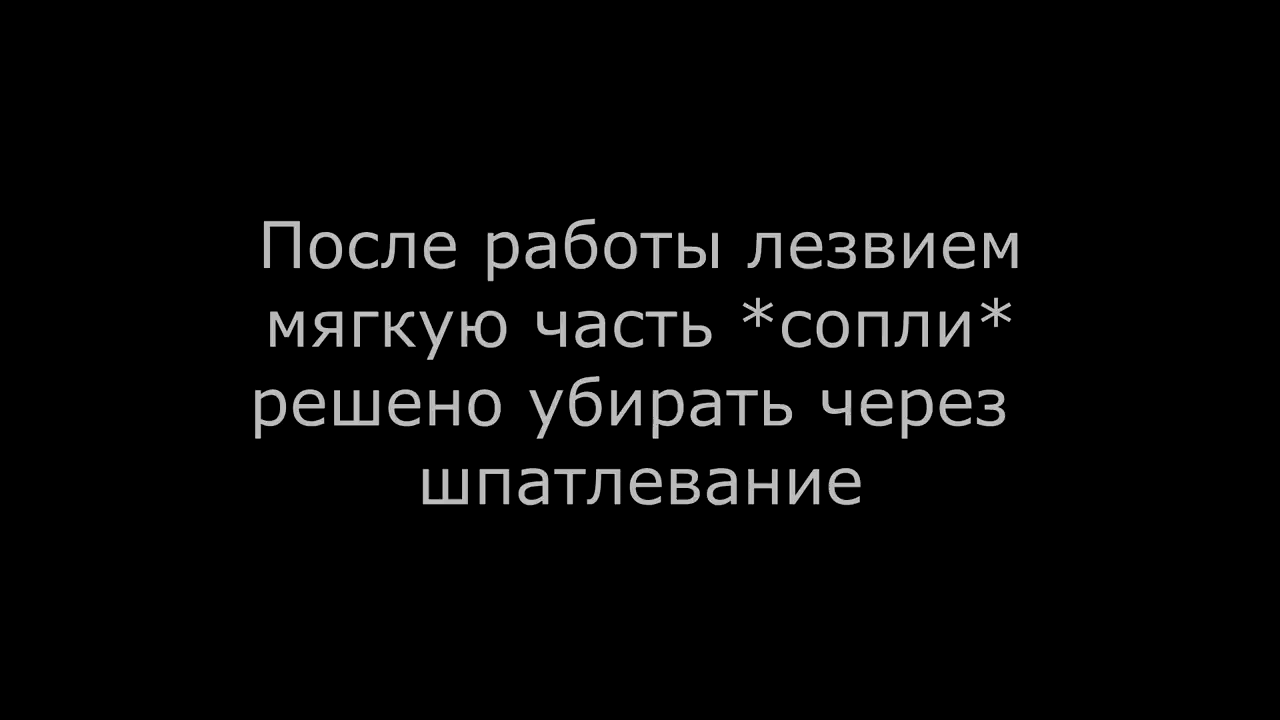 После работы лезвием
мягкую часть *сопли*
решено убирать через
шпатлевание